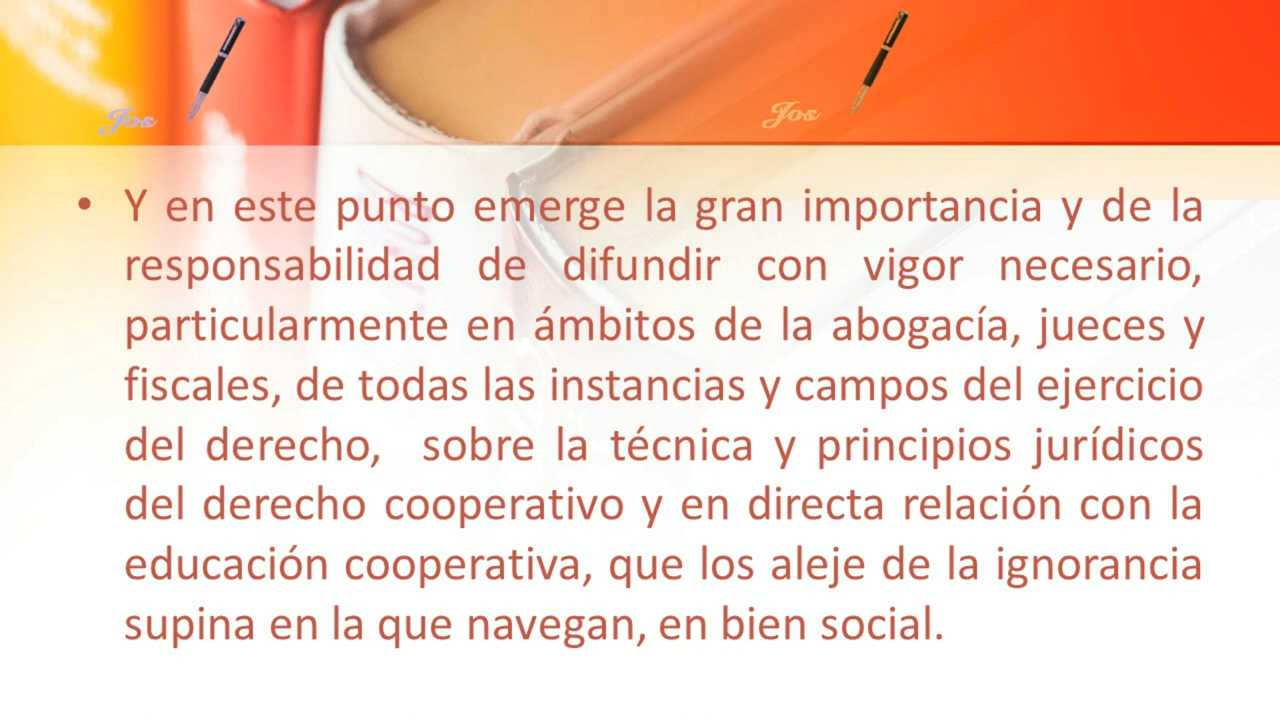 Jos Jos
• Y en este punto emerge la gran importancia y de la
responsabilidad de difundir con vigor necesario,
particularmente en ámbitos de la abogacía, jueces y
fiscales, de todas las instancias y campos del ejercicio
del derecho, sobre la técnica y principios jurídicos
del derecho cooperativo y en directa relación con la
educación cooperativa, que los aleje de la ignorancia
supina en la que navegan, en bien social.